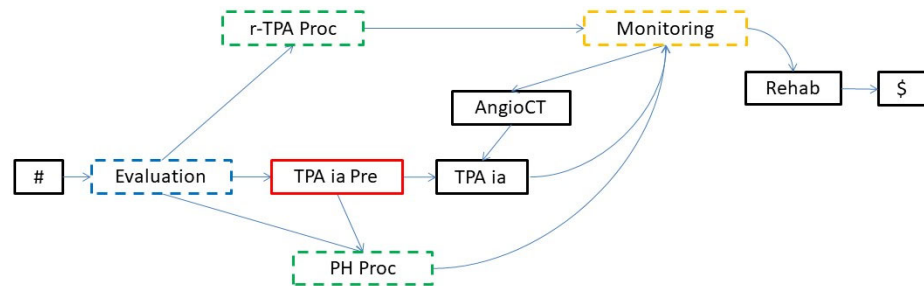 r-TPA Proc
Monitoring
AngioCT
Rehab
$
#
Evaluation
TPA ia Pre
TPA ia
PH Proc